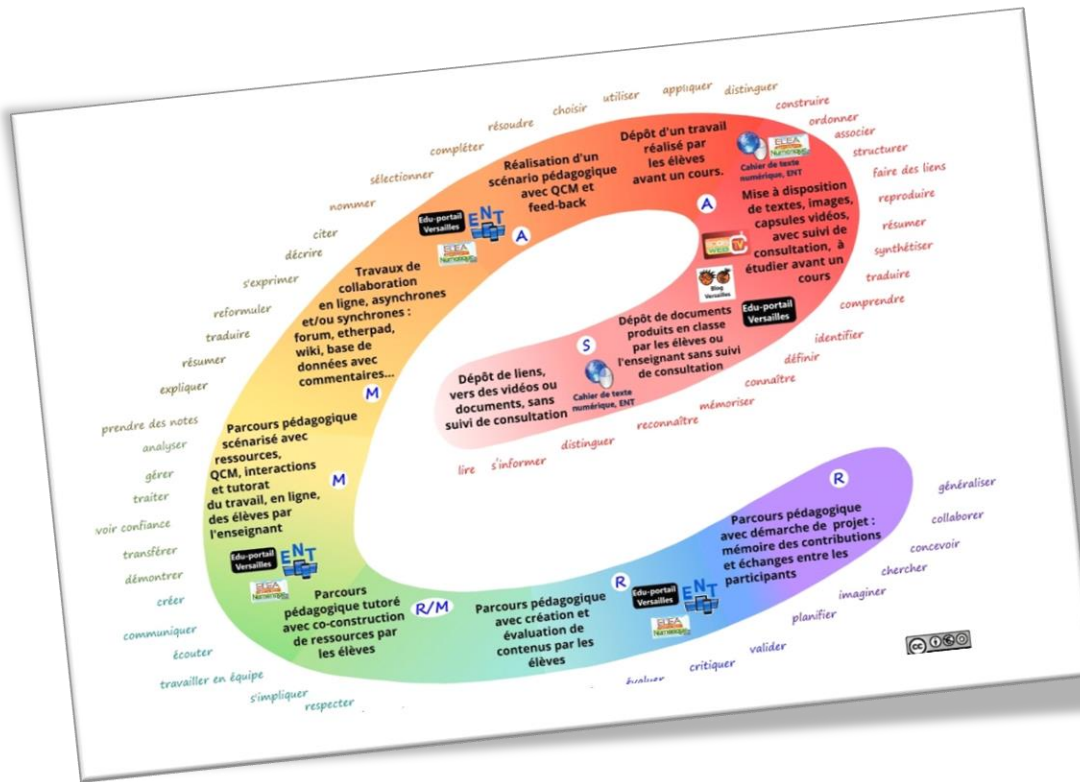 résoudre
choisir
utiliser
appliquer
distinguer
construire
ordonner
associer
structurer
faire des liens
reproduire
résumer
synthétiser
traduire
comprendre
identifier
définir
connaître
mémoriser
reconnaître
distinguer
s'informer
lire
compléter
sélectionner
nommer
citer
décrire
s'exprimer
reformuler
traduire
résumer
expliquer
prendre des notes
analyser
gérer
traiter
voir confiance
transférer
démontrer
créer
communiquer
écouter
travailler en équipe
s'impliquer
respecter
évaluer
critiquer
valider
planifier
imaginer
chercher
concevoir
collaborer
généraliser
Dépôt de liens,
vers des vidéos ou
documents, sans
suivi de consultation
S
Cahier de texte
numérique, ENT
Dépôt de documents
produits en classe
par les élèves ou
l'enseignant sans suivi
de consultation
Edu-portail
Versailles
Blog
Versailles
WEB TV
Mise à disposition
de textes, images,
capsules vidéos,
avec suivi de
consultation, à
étudier avant un
cours
Cahier de texte
numérique, ENT
A
Dépôt d'un travail
réalisé par
les élèves
avant un cours.
Réalisation d'un
scénario pédagogique
avec QCM et
feed-back
A
Edu-portail
Versailles
ENT
Travaux de
collaboration
en ligne, asynchrones
et/ou synchrones :
forum, etherpad,
wiki, base de
données avec
commentaires...
M
Parcours pédagogique
scénarisé avec
ressources,
QCM, interactions
et tutorat
du travail, en ligne,
des élèves par
l'enseignant
M
Edu-portail
Versailles
ENT
Parcours
pédagogique tutoré
avec co-construction
de ressources par
les élèves
R/M
Parcours pédagogique
avec création et
évaluation de
contenus par les
élèves
R
Edu-portail
Versailles
ENT
Parcours pédagogique
avec démarche de projet :
mémoire des contributions
et échanges entre les
participants
R
cc